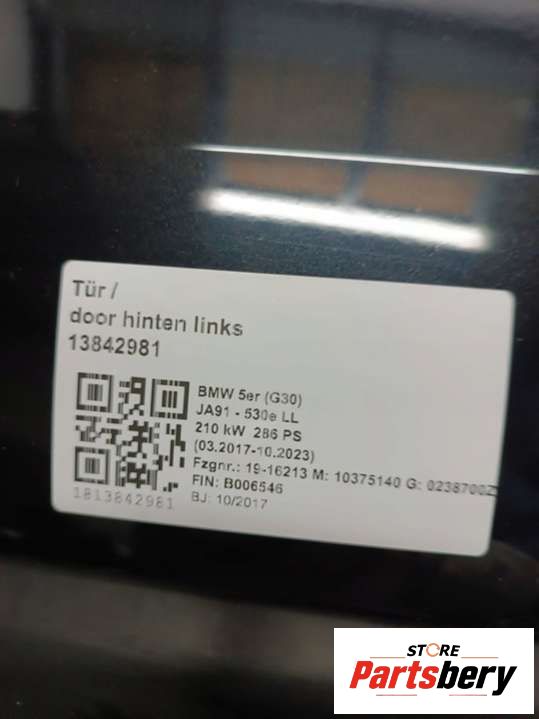 Tür /
door hinten links
13842981
BMW 5er (G30)
JA91 - 530e LL
210 kW 286 PS
(03.2017-10.2023)
Fzgnr.: 19-16213 M: 10375140 G: 0238700Z
FIN: B006546
BJ: 10/2017
1813842981
STORE
Partsbery